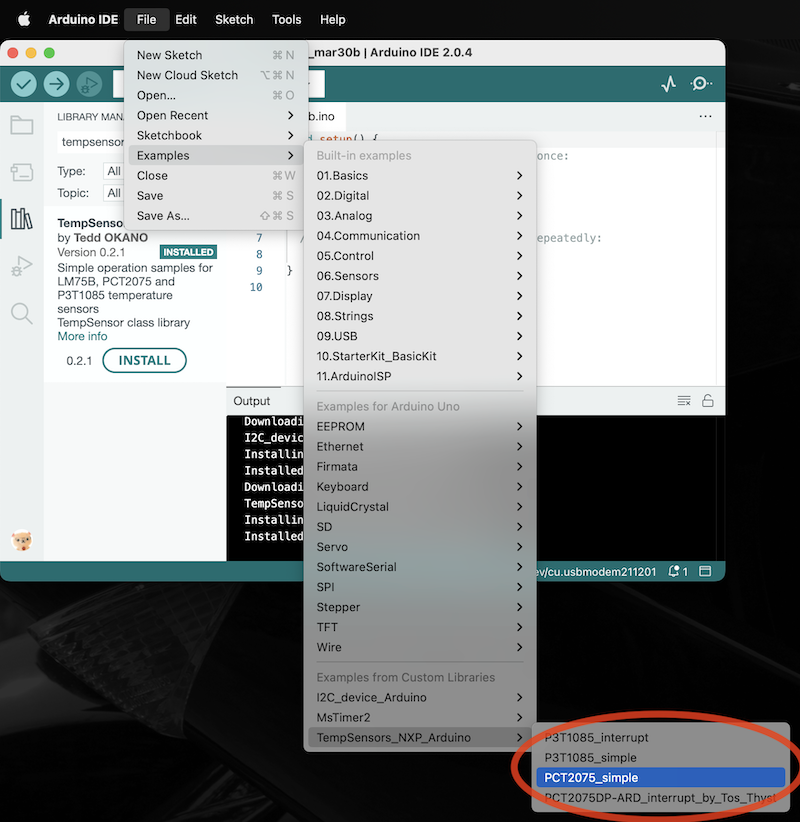 Arduino IDE File Edit Sketch Tools Help
_mar30b | Arduino IDE 2.0.4
New Sketch ⌘ N
New Cloud Sketch ⌥⌘ N
Open... ⌘ O
Open Recent
Sketchbook
Examples
Close ⌘ W
Save ⌘ S
Save As... ⇧⌘ S
b.ino
LIBRARY MAN
tempsensor
Type: All
Topic: All
TempSenso
by Tedd OKANO
Version 0.2.1 INSTALLED
Simple operation samples for
LM75B, PCT2075 and
P3T1085 temperature
sensors
TempSensor class library
More info
0.2.1 INSTALL
setup() {
once:
7 / epeatedly:
8
9 }
10
Output
Downloadi
I2C_devic
Installin
Installed
Downloadi
TempSenso
Installin
Installed
ev/cu.usbmodem211201 1
Built-in examples
01.Basics
02.Digital
03.Analog
04.Communication
05.Control
06.Sensors
07.Display
08.Strings
09.USB
10.StarterKit_BasicKit
11.ArduinoISP
Examples for Arduino Uno
EEPROM
Ethernet
Firmata
Keyboard
LiquidCrystal
SD
Servo
SoftwareSerial
SPI
Stepper
TFT
Wire
Examples from Custom Libraries
I2C_device_Arduino
MsTimer2
TempSensors_NXP_Arduino
P3T1085_interrupt
P3T1085_simple
PCT2075_simple
PCT2075DP-ARD_interrupt_by_Tos_Thyst